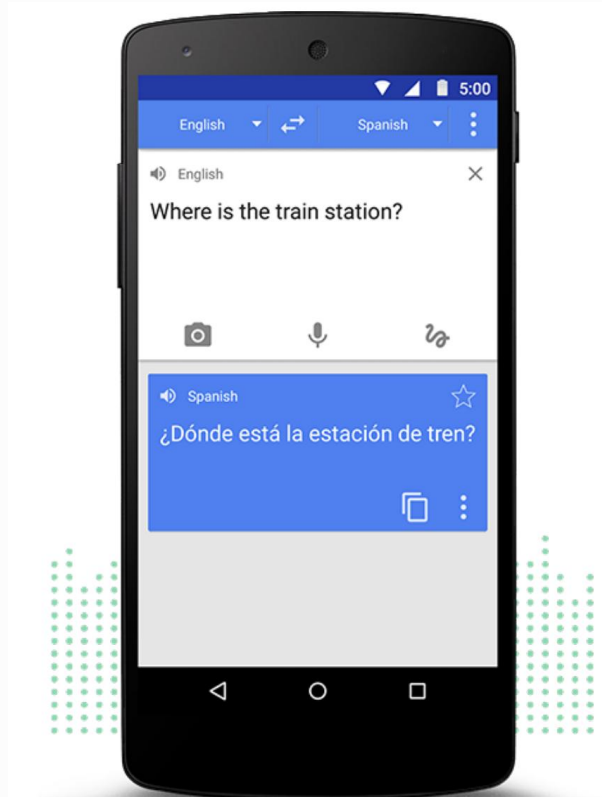 5:00
English Spanish
English
Where is the train station?
Spanish
¿Dónde está la estación de tren?